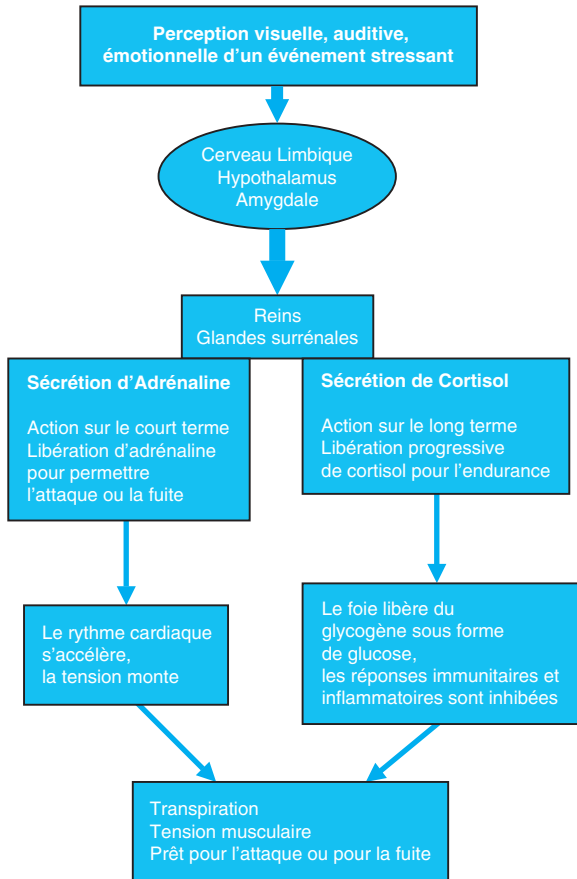 Perception visuelle, auditive,
émotionnelle d'un événement stressant
Cerveau Limbique
Hypothalamus
Amygdale
Reins
Glandes surrénales
Sécrétion d'Adrénaline
Action sur le court terme
Libération d'adrénaline
pour permettre
l'attaque ou la fuite
Sécrétion de Cortisol
Action sur le long terme
Libération progressive
de cortisol pour l'endurance
Le rythme cardiaque
s'accélère,
la tension monte
Le foie libère du
glycogène sous forme
de glucose,
les réponses immunitaires et
inflammatoires sont inhibées
Transpiration
Tension musculaire
Prêt pour l'attaque ou pour la fuite